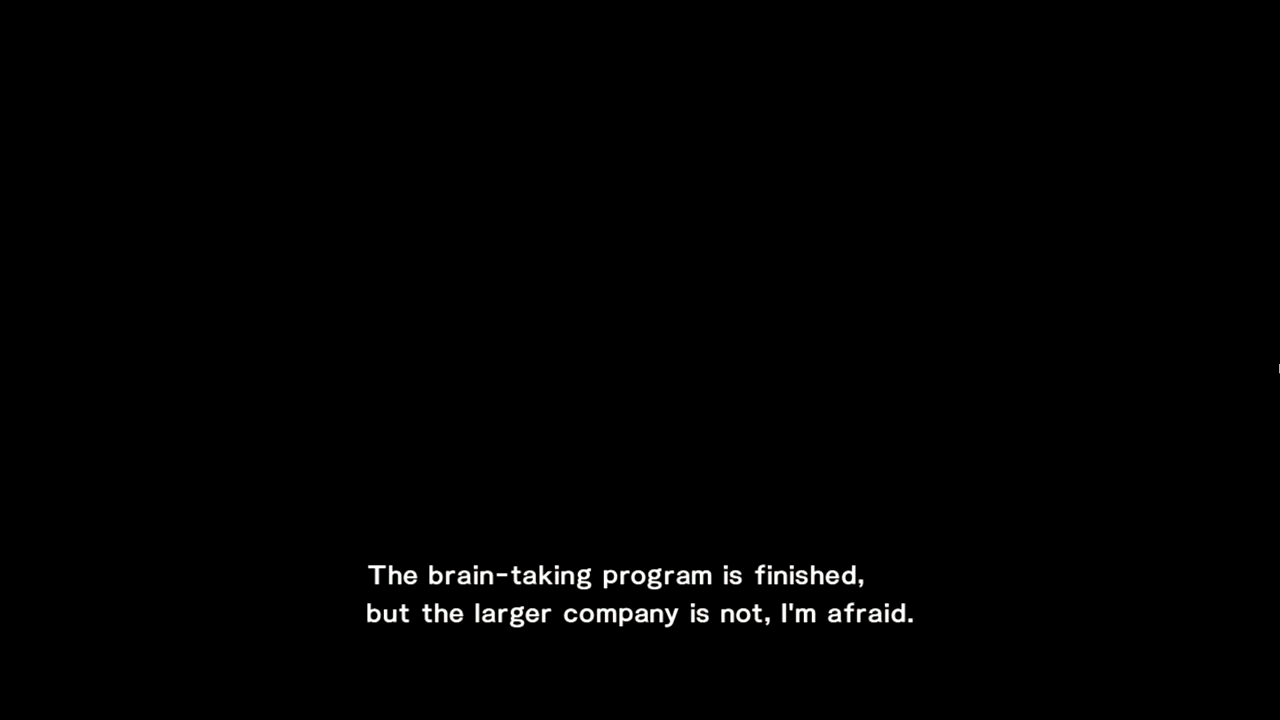 The brain-taking program is finished,
but the larger company is not, I'm afraid.